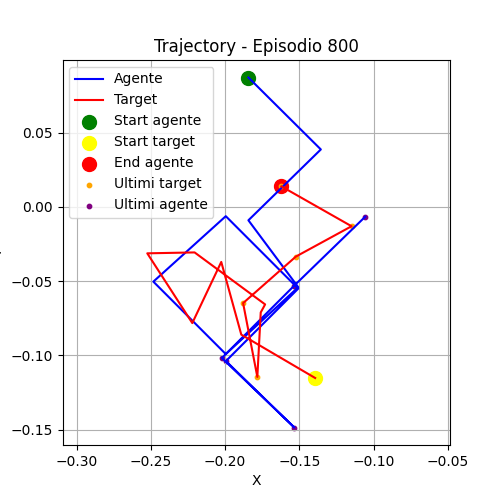 Trajectory - Episodio 800
Agente
Target
Start agente
Start target
End agente
Ultimi target
Ultimi agente
0.05
0.00
−0.05
−0.10
−0.15
−0.30
−0.25
−0.20
−0.15
−0.10
−0.05
X